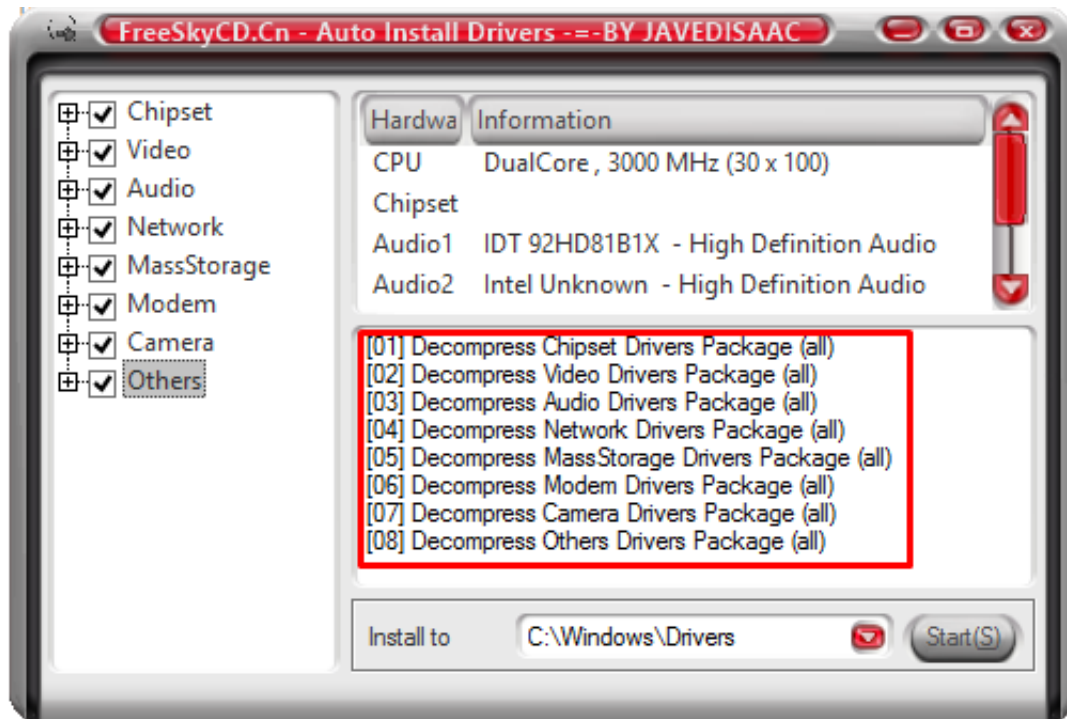 FreeSkyCD.Cn - Auto Install Drivers -=-BY JAVEDISAAC
Chipset
Video
Audio
Network
MassStorage
Modem
Camera
Others
Hardwa Information
CPU DualCore , 3000 MHz (30 x 100)
Chipset
Audio1 IDT 92HD81B1X - High Definition Audio
Audio2 Intel Unknown - High Definition Audio
[01] Decompress Chipset Drivers Package (all)
[02] Decompress Video Drivers Package (all)
[03] Decompress Audio Drivers Package (all)
[04] Decompress Network Drivers Package (all)
[05] Decompress MassStorage Drivers Package (all)
[06] Decompress Modem Drivers Package (all)
[07] Decompress Camera Drivers Package (all)
[08] Decompress Others Drivers Package (all)
Install to C:\Windows\Drivers Start(S)